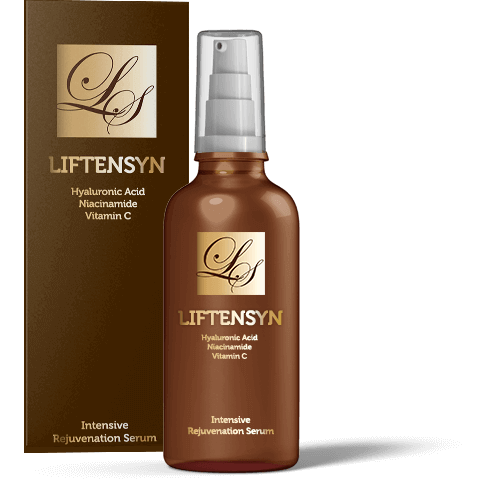 LS
LIFTENSYN
Hyaluronic Acid
Niacinamide
Vitamin C
Intensive
Rejuvenation Serum
LS
LIFTENSYN
Hyaluronic Acid
Niacinamide
Vitamin C
Intensive
Rejuvenation Serum